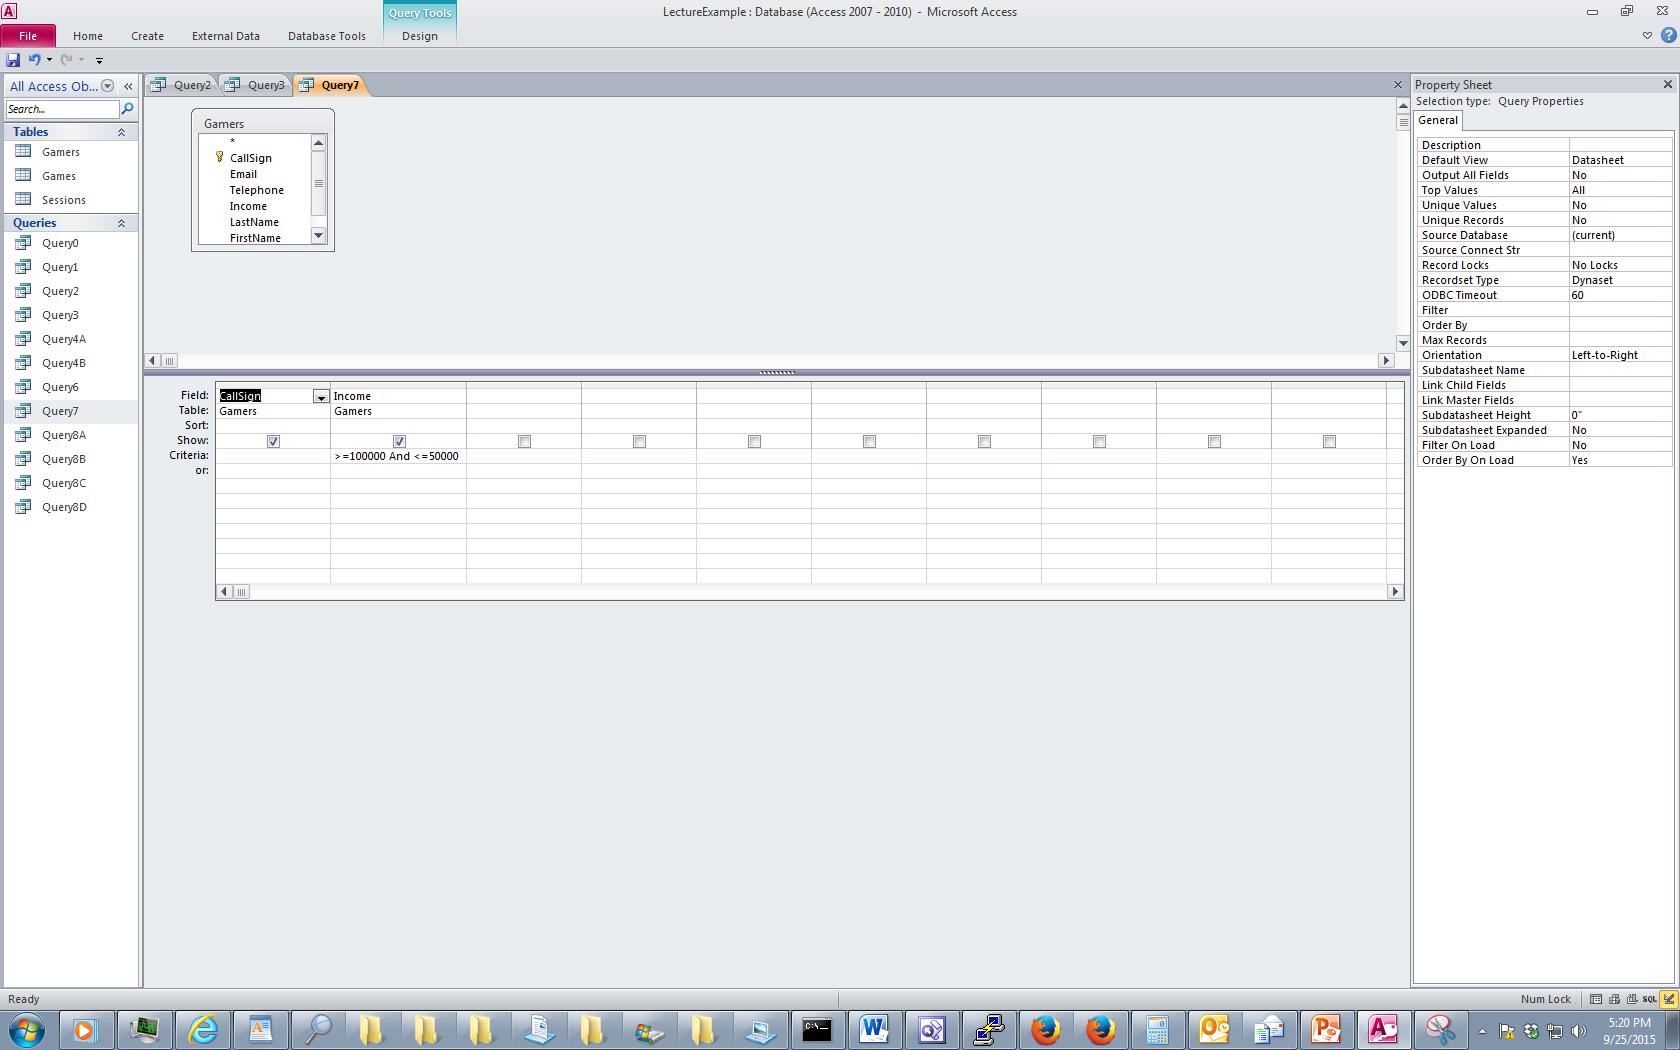 Query Tools
LectureExample : Database (Access 2007 - 2010) - Microsoft Access
File Home Create External Data Database Tools Design
All Access Ob...
Query2 Query3 Query7
Search...
Tables
Gamers
Games
Sessions
Queries
Query0
Query1
Query2
Query3
Query4A
Query4B
Query6
Query7
Query8A
Query8B
Query8C
Query8D
Gamers
*
CallSign
Email
Telephone
Income
LastName
FirstName
Field: CallSign Income
Table: Gamers Gamers
Sort:
Show:
Criteria: >=100000 And <=50000
or:
Property Sheet
Selection type: Query Properties
General
Description
Default View Datasheet
Output All Fields No
Top Values All
Unique Values No
Unique Records No
Source Database (current)
Source Connect Str
Record Locks No Locks
Recordset Type Dynaset
ODBC Timeout 60
Filter
Order By
Max Records
Orientation Left-to-Right
Subdatasheet Name
Link Child Fields
Link Master Fields
Subdatasheet Height 0"
Subdatasheet Expanded No
Filter On Load No
Order By On Load Yes
Ready
Num Lock
SQL
C:\_
5:20 PM
9/25/2015